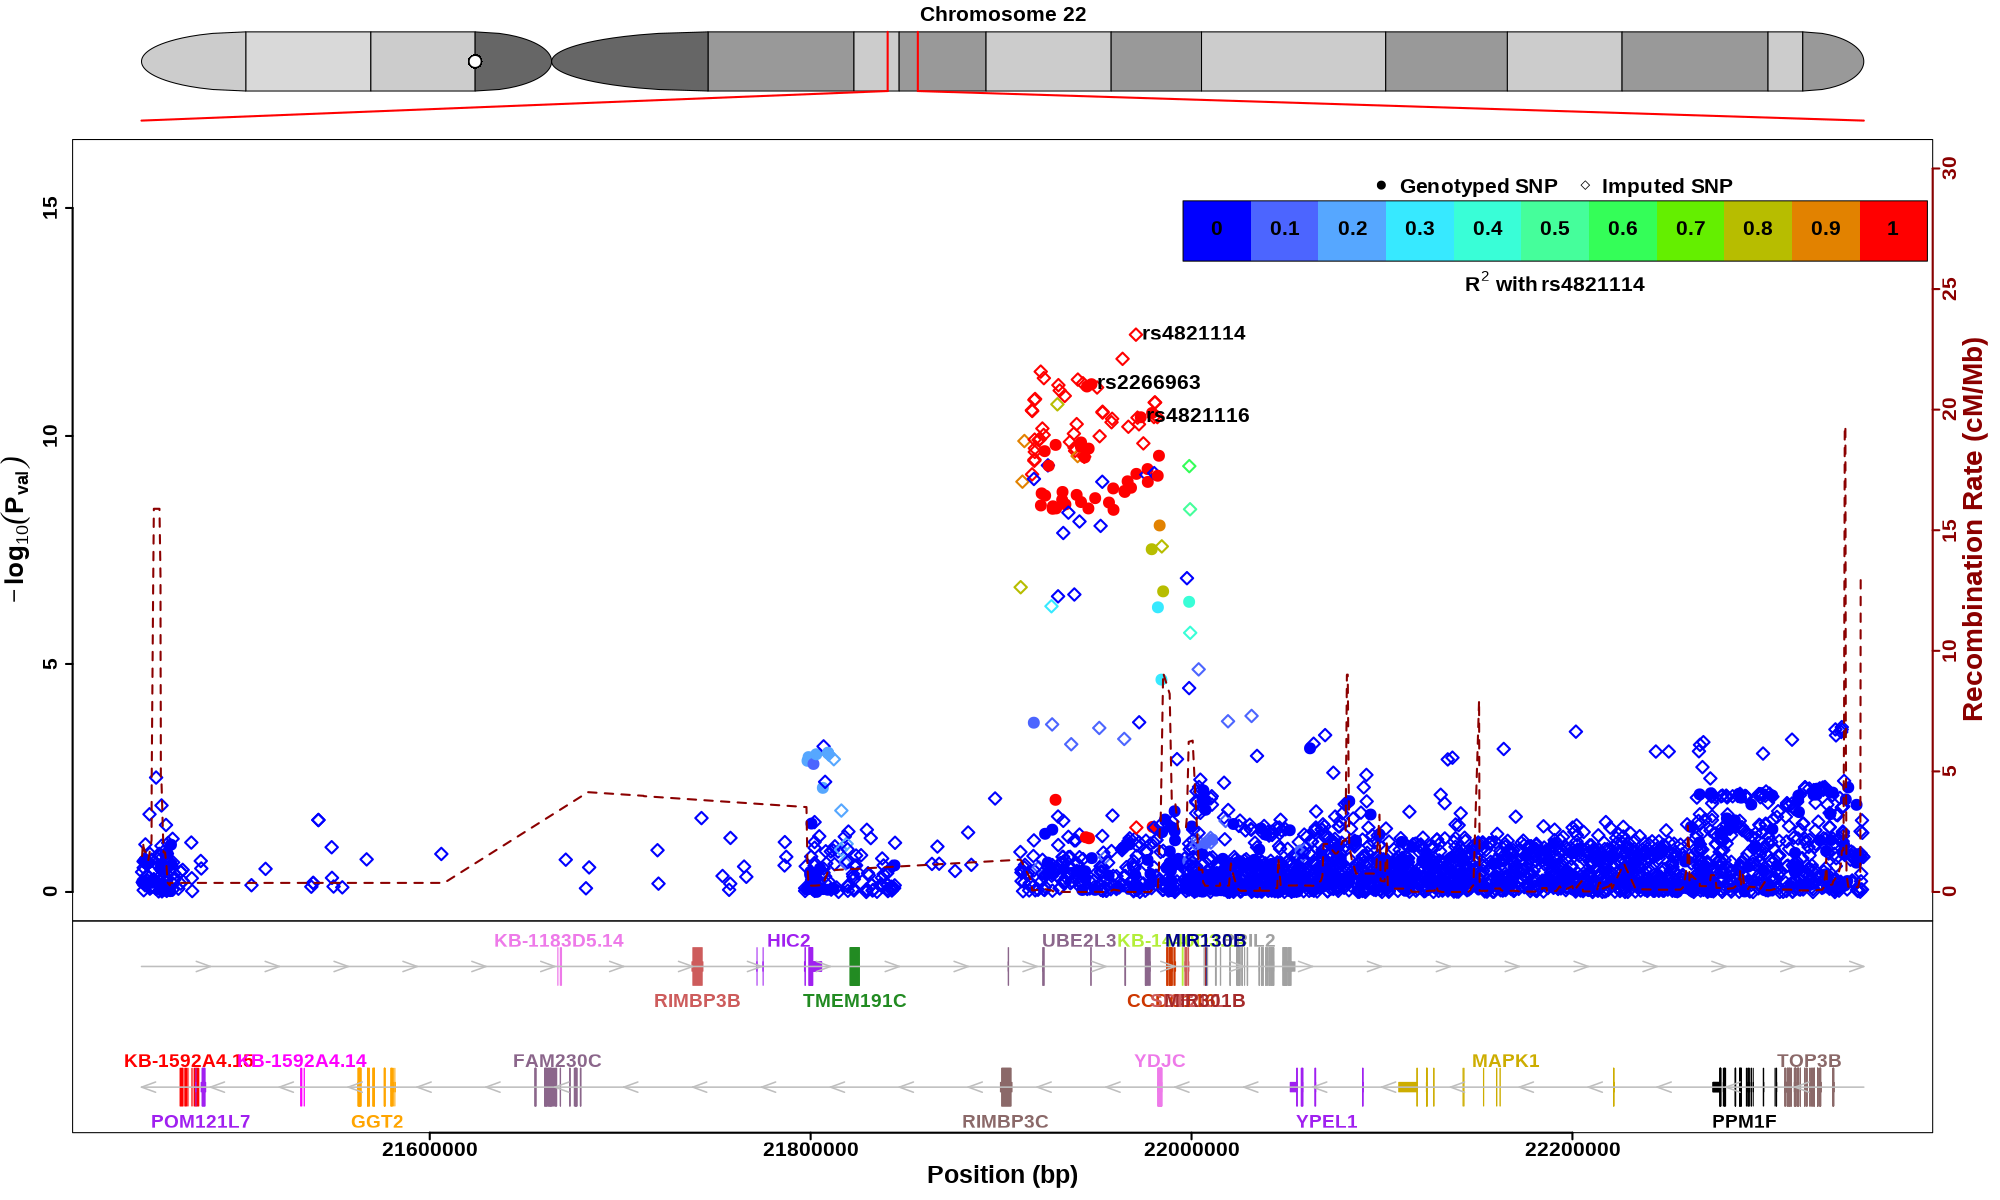 Chromosome 22
Genotyped SNP
Imputed SNP
0 0.1 0.2 0.3 0.4 0.5 0.6 0.7 0.8 0.9 1
R² with rs4821114
rs4821114
rs2266963
rs4821116
−log10(Pval)
0 5 10 15
Recombination Rate (cM/Mb)
0 5 10 15 20 25 30
KB-1183D5.14 HIC2 UBE2L3 MIR130B
RIMBP3B TMEM191C
KB-1592A4.15 KB-1592A4.14 FAM230C YDJC MAPK1 TOP3B
POM121L7 GGT2 RIMBP3C YPEL1 PPM1F
21600000 21800000 22000000 22200000
Position (bp)